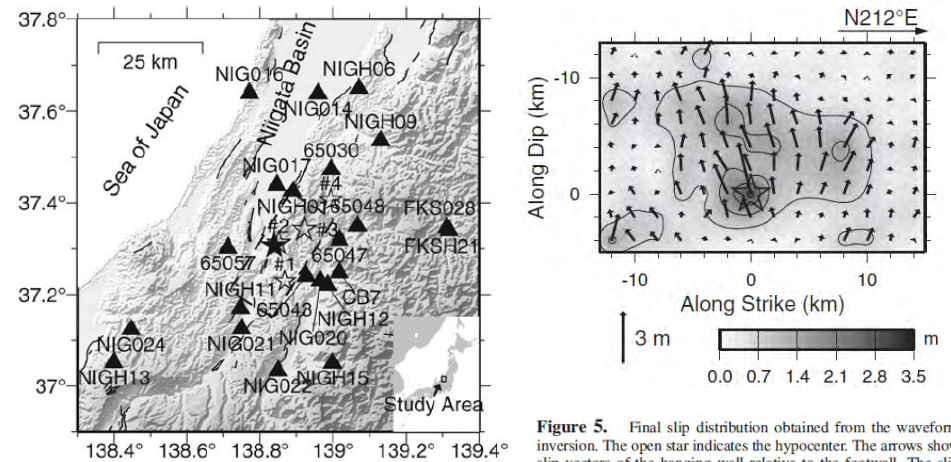 37.8°
37.6°
37.4°
37.2°
37°
138.4°
138.6°
138.8°
139°
139.2°
139.4°
25 km
Sea of Japan
Niigata Basin
NIG016
NIGH06
NIG014
NIGH09
65030
NIG017
#4
NIGH01
65048
FKS028
#2
#3
FKSH21
65057
65047
#1
NIGH11
65043
CB7
NIGH12
NIG024
NIG021
NIG020
NIGH13
NIG022
NIGH15
Study Area
N212°E
Along Dip (km)
-10
0
-10
0
10
Along Strike (km)
3 m
m
0.0 0.7 1.4 2.1 2.8 3.5
Figure 5. Final slip distribution obtained from the wavefor
inversion. The open star indicates the hypocenter. The arrows sho
slip vectors of the hanging wall relative to the footwall. The sli